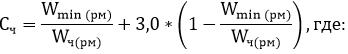 Сч = Wmin (рм) / Wч(рм) + 3,0 * (1 − Wmin (рм) / Wч(рм)), где: